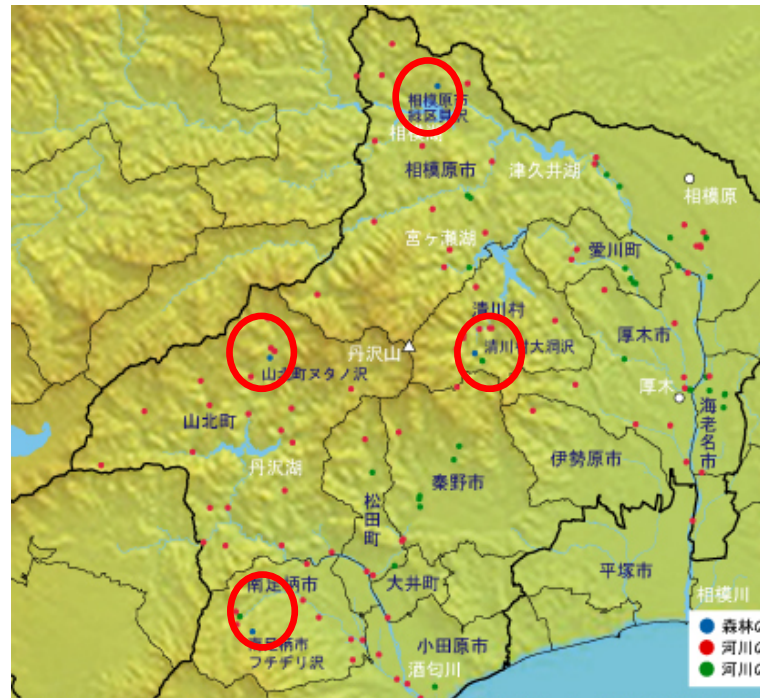 相模原市
緑区貝沢
相模湖
相模原市
津久井湖
相模原
宮ヶ瀬湖
愛川町
清川村
丹沢山
清川村大洞沢
厚木市
山北町ヌタノ沢
厚木
海老名市
山北町
丹沢湖
伊勢原市
秦野市
松田町
南足柄市
大井町
平塚市
相模川
南足柄市
フチヂリ沢
小田原市
酒匂川
森林の
河川の
河川の